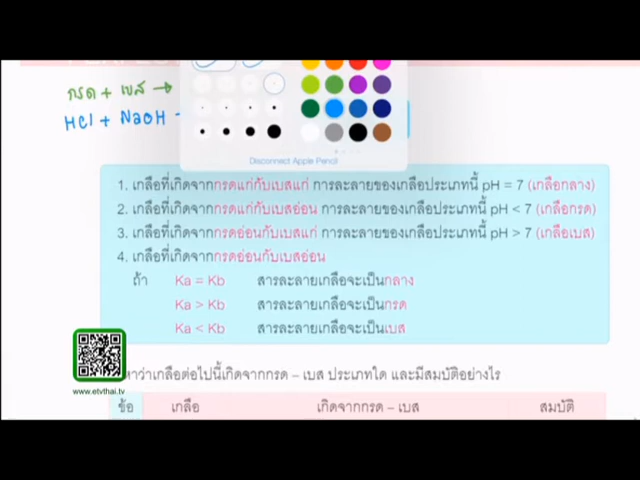 กรด + เบส →
HCl + NaOH -
Disconnect Apple Pencil
1. เกลือที่เกิดจากกรดแก่กับเบสแก่ การละลายของเกลือประเภทนี้ pH = 7 (เกลือกลาง)
2. เกลือที่เกิดจากกรดแก่กับเบสอ่อน การละลายของเกลือประเภทนี้ pH < 7 (เกลือกรด)
3. เกลือที่เกิดจากกรดอ่อนกับเบสแก่ การละลายของเกลือประเภทนี้ pH > 7 (เกลือเบส)
4. เกลือที่เกิดจากกรดอ่อนกับเบสอ่อน
ถ้า Ka = Kb สารละลายเกลือจะเป็นกลาง
Ka > Kb สารละลายเกลือจะเป็นกรด
Ka < Kb สารละลายเกลือจะเป็นเบส
หาว่าเกลือต่อไปนี้เกิดจากกรด – เบส ประเภทใด และมีสมบัติอย่างไร
www.etvthai.tv
ข้อ เกลือ เกิดจากกรด – เบส สมบัติ